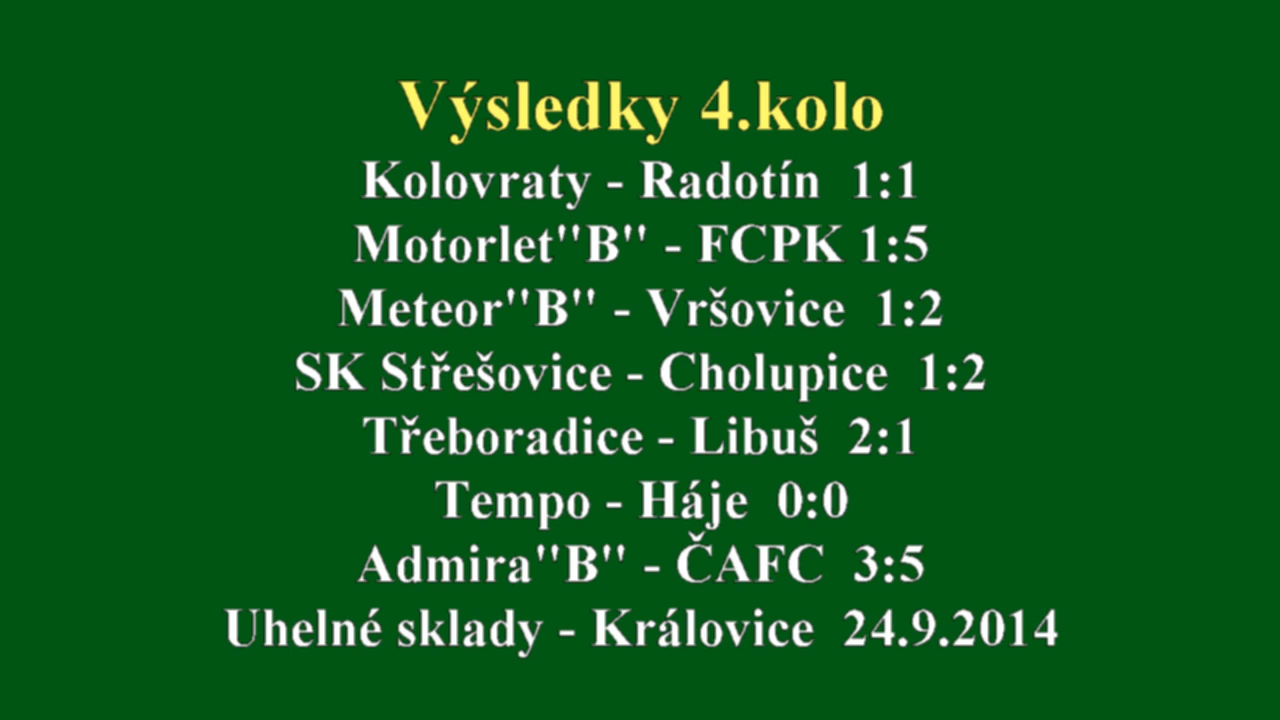 Výsledky 4.kolo
Kolovraty - Radotín 1:1
Motorlet"B" - FCPK 1:5
Meteor"B" - Vršovice 1:2
SK Střešovice - Cholupice 1:2
Třeboradice - Libuš 2:1
Tempo - Háje 0:0
Admira"B" - ČAFC 3:5
Uhelné sklady - Královice 24.9.2014